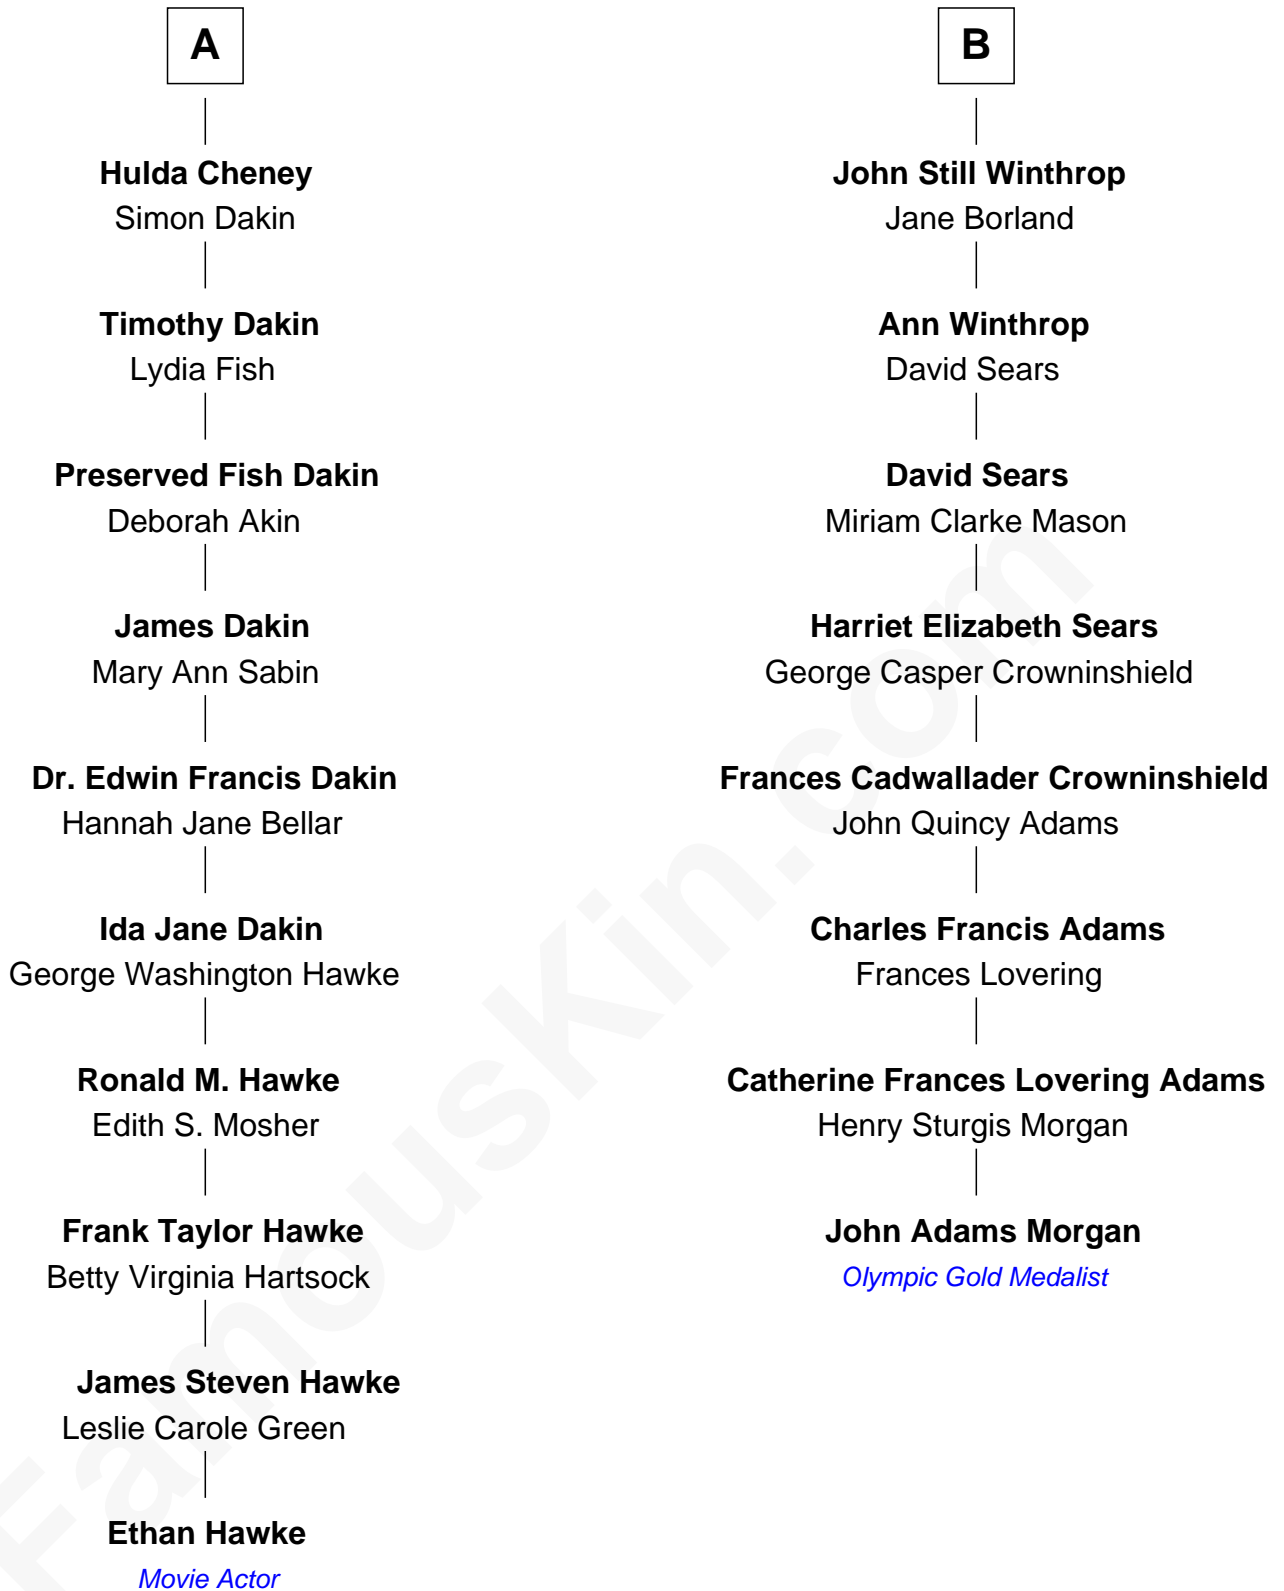 A
Hulda Cheney
Simon Dakin
Timothy Dakin
Lydia Fish
Preserved Fish Dakin
Deborah Akin
James Dakin
Mary Ann Sabin
Dr. Edwin Francis Dakin
Hannah Jane Bellar
Ida Jane Dakin
George Washington Hawke
Ronald M. Hawke
Edith S. Mosher
Frank Taylor Hawke
Betty Virginia Hartsock
James Steven Hawke
Leslie Carole Green
Ethan Hawke
Movie Actor
B
John Still Winthrop
Jane Borland
Ann Winthrop
David Sears
David Sears
Miriam Clarke Mason
Harriet Elizabeth Sears
George Casper Crowninshield
Frances Cadwallader Crowninshield
John Quincy Adams
Charles Francis Adams
Frances Lovering
Catherine Frances Lovering Adams
Henry Sturgis Morgan
John Adams Morgan
Olympic Gold Medalist
FamousKin.com